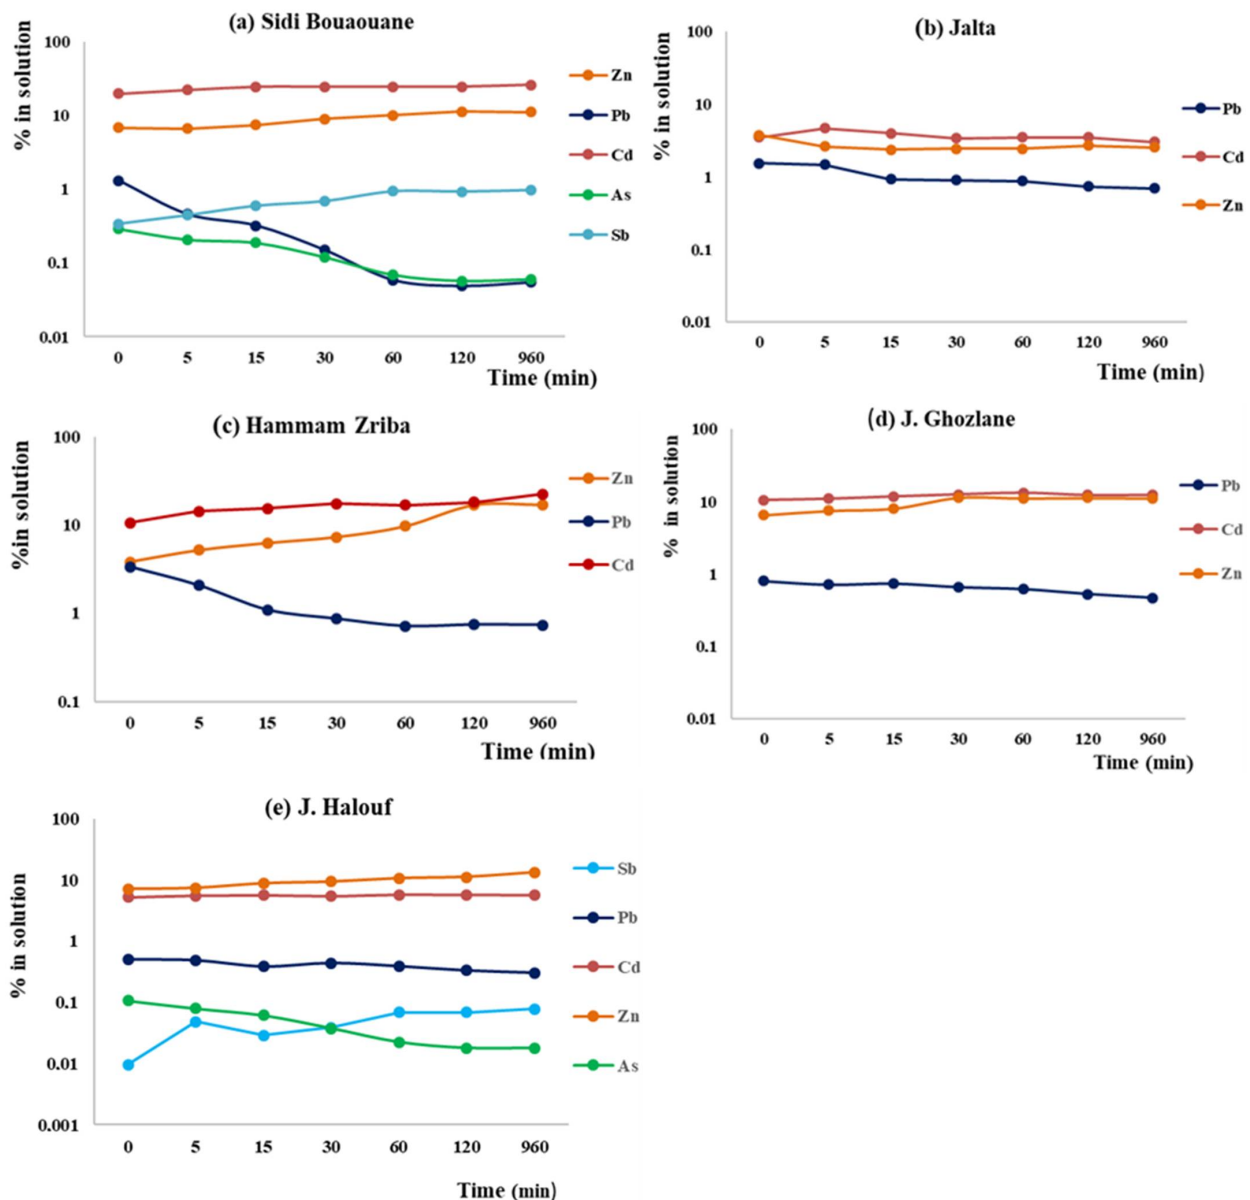 (a) Sidi Bouaouane
% in solution
100
10
1
0.1
0.01
0 5 15 30 60 120 960
Time (min)
Zn
Pb
Cd
As
Sb
(b) Jalta
% in solution
100
10
1
0.1
0.01
0 5 15 30 60 120 960
Time (min)
Pb
Cd
Zn
(c) Hammam Zriba
%in solution
100
10
1
0.1
0 5 15 30 60 120 960
Time (min)
Zn
Pb
Cd
(d) J. Ghozlane
% in solution
100
10
1
0.1
0.01
0 5 15 30 60 120 960
Time (min)
Pb
Cd
Zn
(e) J. Halouf
% in solution
100
10
1
0.1
0.01
0.001
0 5 15 30 60 120 960
Time (min)
Sb
Pb
Cd
Zn
As